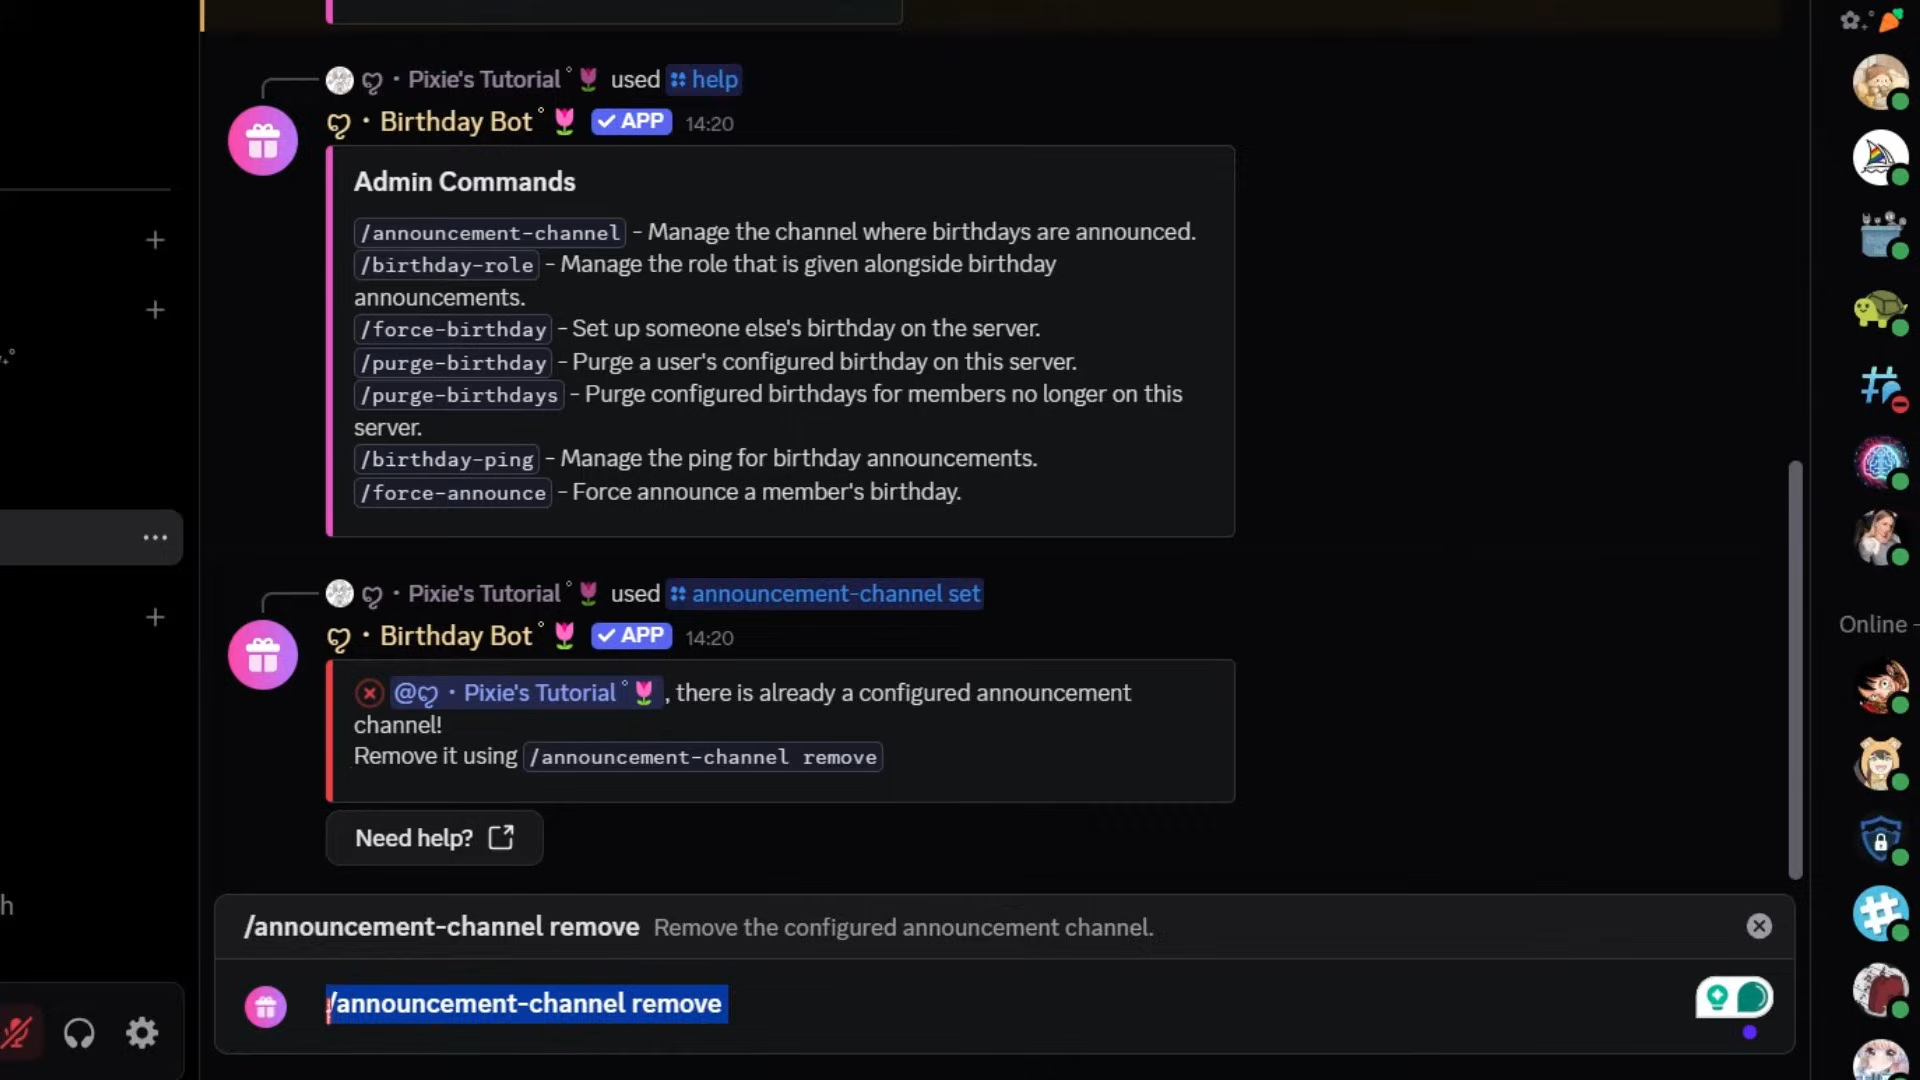 ღ・Pixie's Tutorial˚🌷 used help
ღ・Birthday Bot˚🌷 ✓ APP 14:20
Admin Commands
/announcement-channel - Manage the channel where birthdays are announced.
/birthday-role - Manage the role that is given alongside birthday
announcements.
/force-birthday - Set up someone else's birthday on the server.
/purge-birthday - Purge a user's configured birthday on this server.
/purge-birthdays - Purge configured birthdays for members no longer on this
server.
/birthday-ping - Manage the ping for birthday announcements.
/force-announce - Force announce a member's birthday.
ღ・Pixie's Tutorial˚🌷 used announcement-channel set
ღ・Birthday Bot˚🌷 ✓ APP 14:20
@ღ・Pixie's Tutorial˚🌷, there is already a configured announcement
channel!
Remove it using /announcement-channel remove
Need help?
/announcement-channel remove Remove the configured announcement channel.
/announcement-channel remove
h
Online -